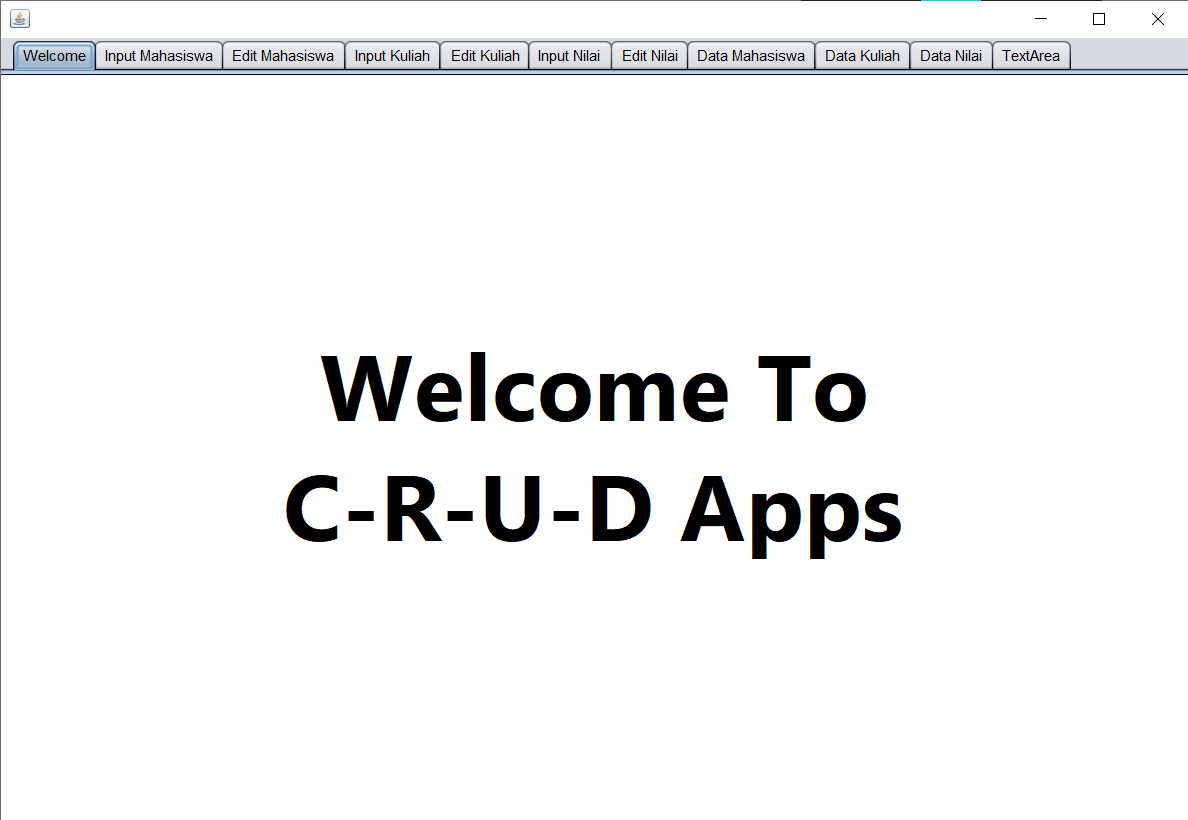 Welcome Input Mahasiswa Edit Mahasiswa Input Kuliah Edit Kuliah Input Nilai Edit Nilai Data Mahasiswa Data Kuliah Data Nilai TextArea
Welcome To
C-R-U-D Apps